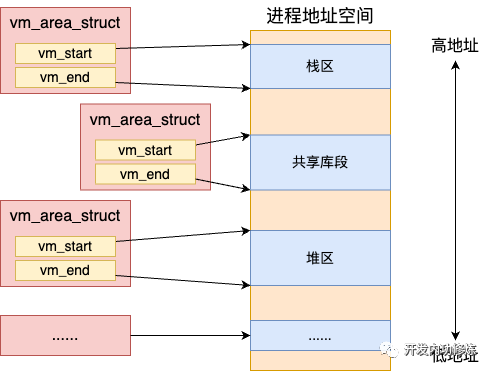 进程地址空间
vm_area_struct
vm_start
vm_end
栈区
高地址
vm_area_struct
vm_start
vm_end
共享库段
vm_area_struct
vm_start
vm_end
堆区
......
......
开发内功修炼
低地址